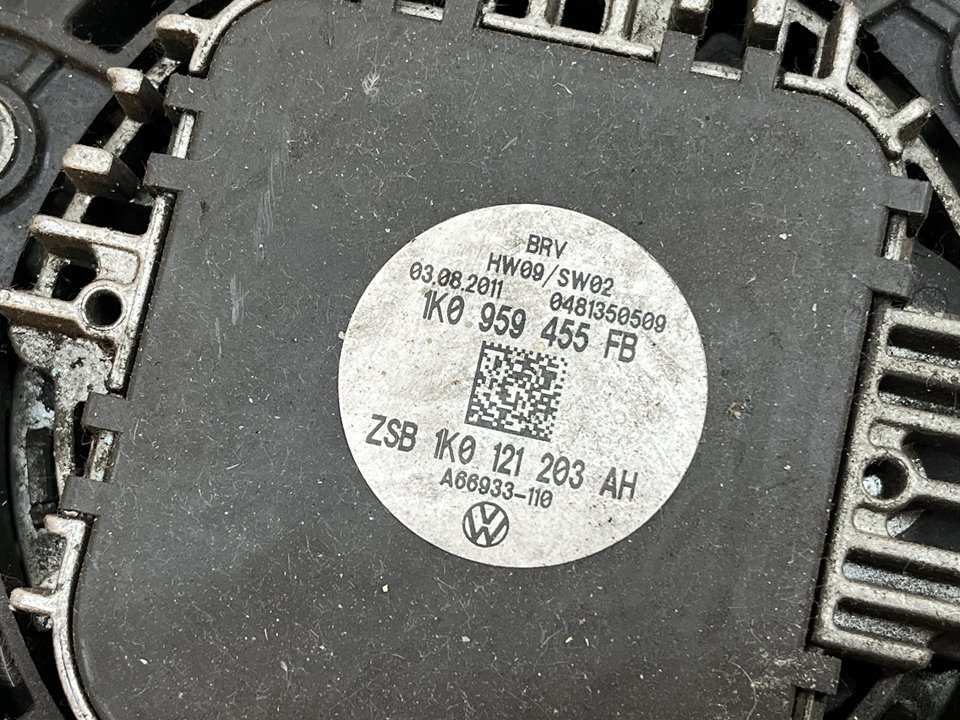 BRV
HW09/SW02
03.08.2011 0481350509
1K0 959 455 FB
ZSB 1K0 121 203 AH
A66933-110